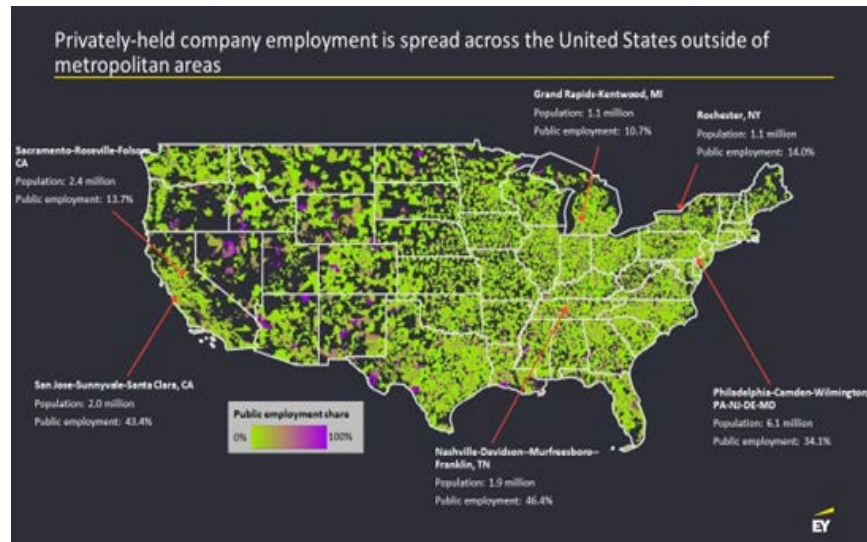 Privately-held company employment is spread across the United States outside of
metropolitan areas
Grand Rapids-Kentwood, MI
Population: 1.1 million
Public employment: 10.7%
Rochester, NY
Population: 1.1 million
Public employment: 14.0%
Sacramento-Roseville-Folsom,
CA
Population: 2.4 million
Public employment: 13.7%
San Jose-Sunnyvale-Santa Clara, CA
Population: 2.0 million
Public employment: 43.4%
Public employment share
0%
100%
Nashville-Davidson--Murfreesboro--
Franklin, TN
Population: 1.9 million
Public employment: 46.4%
Philadelphia-Camden-Wilmington,
PA-NJ-DE-MD
Population: 6.1 million
Public employment: 34.1%
EY